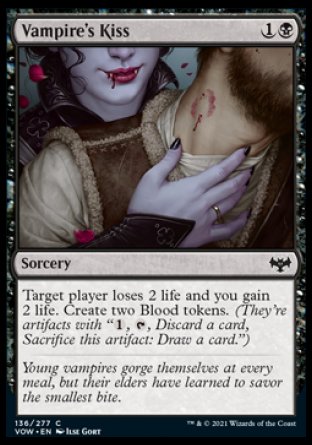 Vampire's Kiss 1
Sorcery
Target player loses 2 life and you gain
2 life. Create two Blood tokens. (They're
artifacts with “1, , Discard a card,
Sacrifice this artifact: Draw a card.”)
Young vampires gorge themselves at every
meal, but their elders have learned to savor
the smallest bite.
136/277 C
VOW • EN Ilse Gort
™ & © 2021 Wizards of the Coast